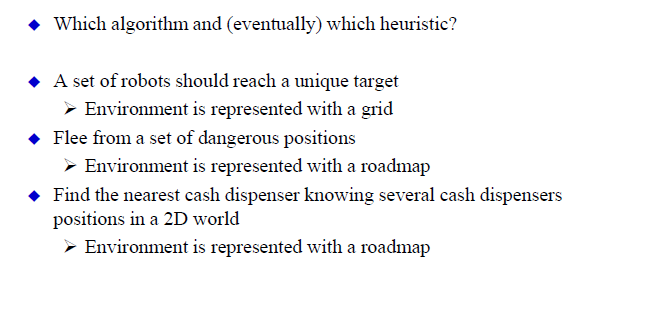 Which algorithm and (eventually) which heuristic?
A set of robots should reach a unique target
Environment is represented with a grid
Flee from a set of dangerous positions
Environment is represented with a roadmap
Find the nearest cash dispenser knowing several cash dispensers
positions in a 2D world
Environment is represented with a roadmap